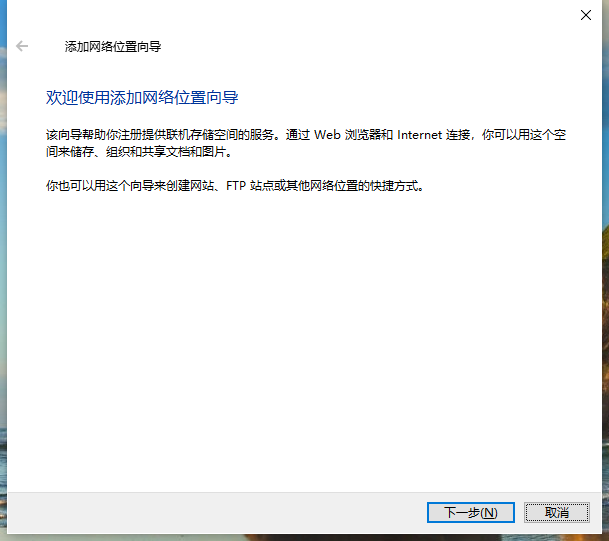 添加网络位置向导
欢迎使用添加网络位置向导
该向导帮助你注册提供联机存储空间的服务。通过 Web 浏览器和 Internet 连接，你可以用这个空
间来储存、组织和共享文档和图片。
你也可以用这个向导来创建网站、FTP 站点或其他网络位置的快捷方式。
下一步(N)
取消